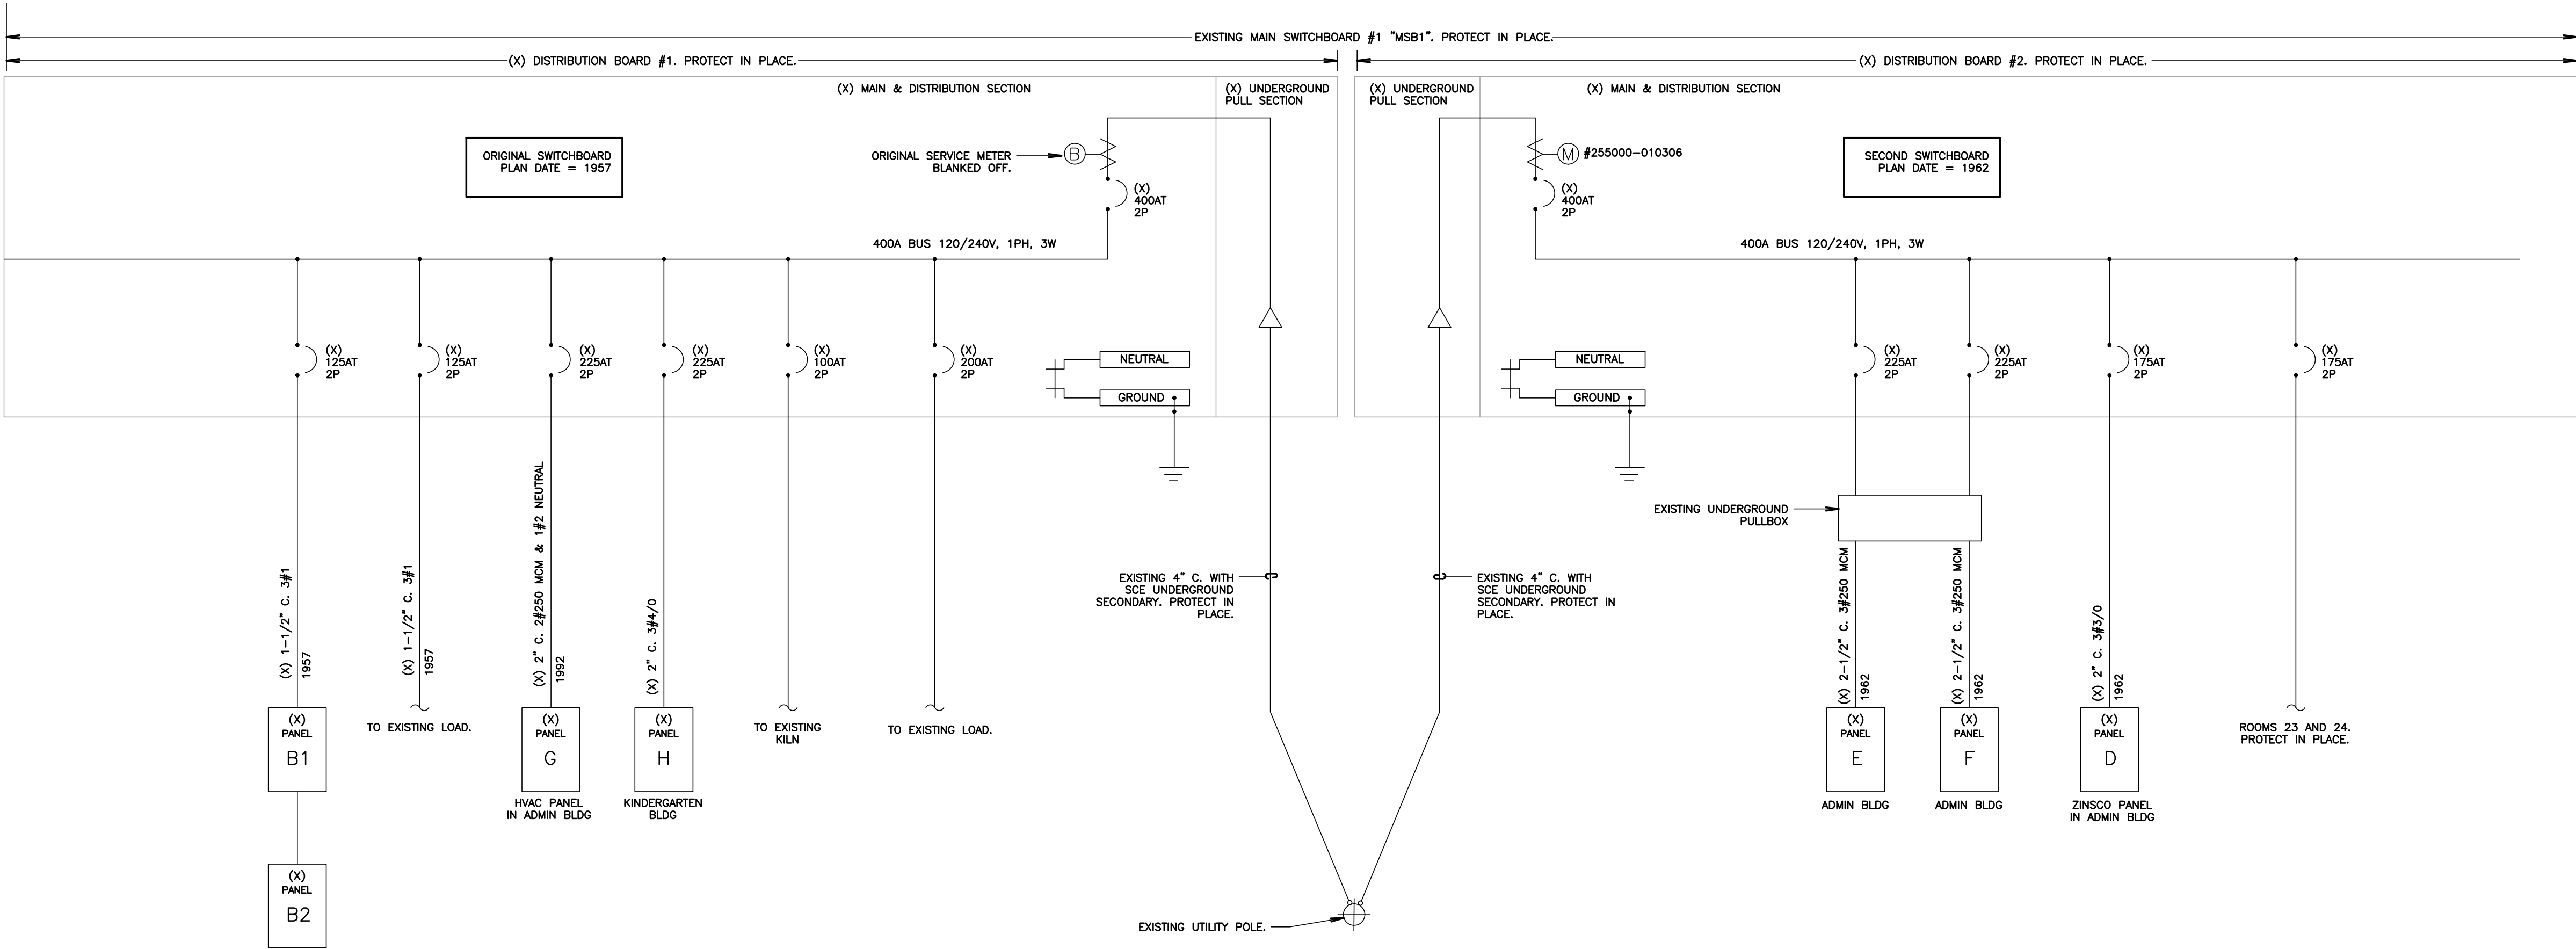 EXISTING MAIN SWITCHBOARD #1 "MSB1". PROTECT IN PLACE.
(X) DISTRIBUTION BOARD #1. PROTECT IN PLACE.
(X) DISTRIBUTION BOARD #2. PROTECT IN PLACE.
(X) MAIN & DISTRIBUTION SECTION
(X) UNDERGROUND
PULL SECTION
(X) UNDERGROUND
PULL SECTION
(X) MAIN & DISTRIBUTION SECTION
ORIGINAL SWITCHBOARD
PLAN DATE = 1957
ORIGINAL SERVICE METER
BLANKED OFF.
B
(X)
400AT
2P
M
#255000-010306
(X)
400AT
2P
SECOND SWITCHBOARD
PLAN DATE = 1962
400A BUS 120/240V, 1PH, 3W
400A BUS 120/240V, 1PH, 3W
(X)
125AT
2P
(X)
125AT
2P
(X)
225AT
2P
(X)
225AT
2P
(X)
100AT
2P
(X)
200AT
2P
NEUTRAL
GROUND
NEUTRAL
GROUND
(X)
225AT
2P
(X)
225AT
2P
(X)
175AT
2P
(X)
175AT
2P
EXISTING UNDERGROUND
PULLBOX
(X) 1-1/2" C. 3#1
1957
(X) 1-1/2" C. 3#1
1957
(X) 2" C. 2#250 MCM & 1#2 NEUTRAL
1992
(X) 2" C. 3#4/0
EXISTING 4" C. WITH
SCE UNDERGROUND
SECONDARY. PROTECT IN
PLACE.
EXISTING 4" C. WITH
SCE UNDERGROUND
SECONDARY. PROTECT IN
PLACE.
(X) 2-1/2" C. 3#250 MCM
1962
(X) 2-1/2" C. 3#250 MCM
1962
(X) 2" C. 3#3/0
1962
(X)
PANEL
B1
TO EXISTING LOAD.
(X)
PANEL
G
HVAC PANEL
IN ADMIN BLDG
(X)
PANEL
H
KINDERGARTEN
BLDG
TO EXISTING
KILN
TO EXISTING LOAD.
(X)
PANEL
E
ADMIN BLDG
(X)
PANEL
F
ADMIN BLDG
(X)
PANEL
D
ZINSCO PANEL
IN ADMIN BLDG
ROOMS 23 AND 24.
PROTECT IN PLACE.
(X)
PANEL
B2
EXISTING UTILITY POLE.